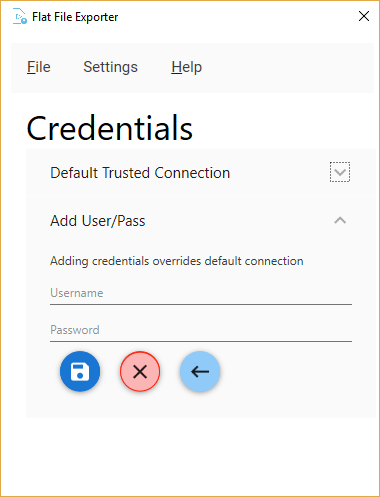 Flat File Exporter
File Settings Help
Credentials
Default Trusted Connection
Add User/Pass
Adding credentials overrides default connection
Username
Password